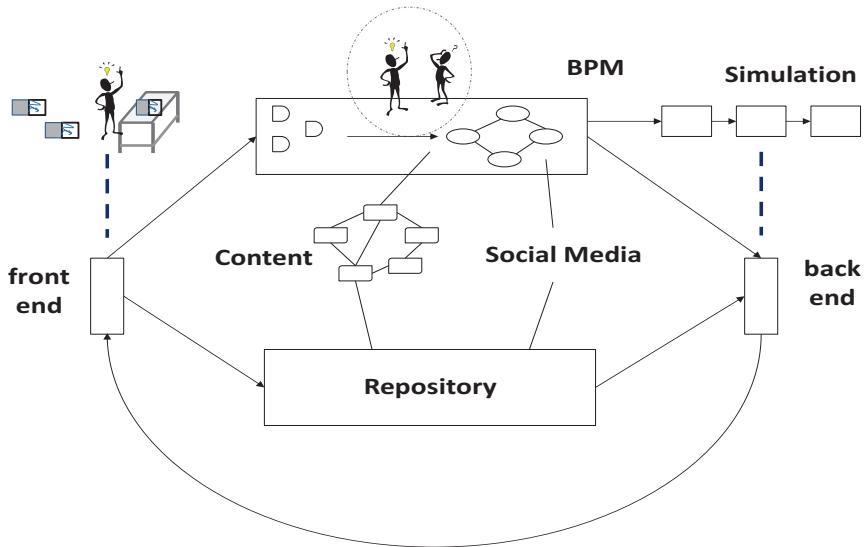 BPM
Simulation
Content
Social Media
front
end
back
end
Repository